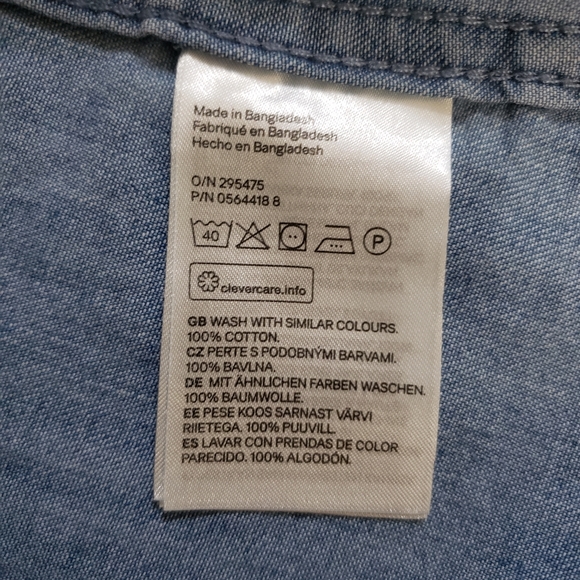 Made in Bangladesh
Fabriqué en Bangladesh
Hecho en Bangladesh
O/N 295475
P/N 0564418 8
40 P
clevercare.info
GB WASH WITH SIMILAR COLOURS.
100% COTTON.
CZ PERTE S PODOBNÝMI BARVAMI.
100% BAVLNA.
DE MIT ÄHNLICHEN FARBEN WASCHEN.
100% BAUMWOLLE.
EE PESE KOOS SARNAST VÄRVI
RIIETEGA. 100% PUUVILL.
ES LAVAR CON PRENDAS DE COLOR
PARECIDO. 100% ALGODÓN.